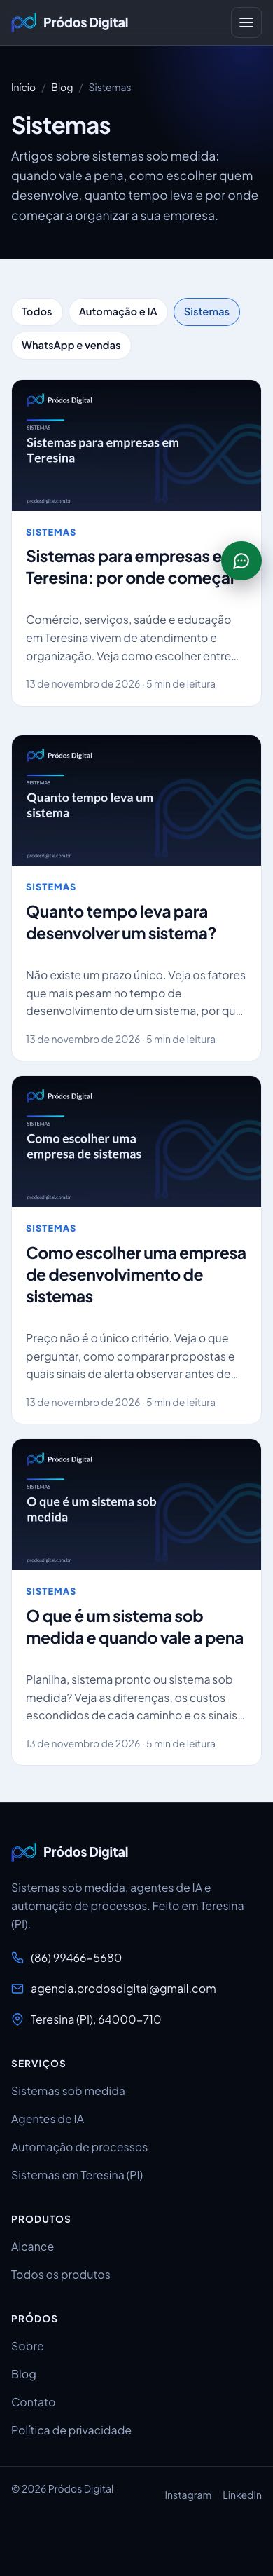 Pródos Digital
Início / Blog / Sistemas
Sistemas
Artigos sobre sistemas sob medida:
quando vale a pena, como escolher quem
desenvolve, quanto tempo leva e por onde
começar a organizar a sua empresa.
Todos
Automação e IA
Sistemas
WhatsApp e vendas
Pródos Digital
SISTEMAS
Sistemas para empresas em
Teresina
prodosdigital.com.br
SISTEMAS
Sistemas para empresas e
Teresina: por onde começar
Comércio, serviços, saúde e educação
em Teresina vivem de atendimento e
organização. Veja como escolher entre…
13 de novembro de 2026 · 5 min de leitura
Pródos Digital
SISTEMAS
Quanto tempo leva um
sistema
prodosdigital.com.br
SISTEMAS
Quanto tempo leva para
desenvolver um sistema?
Não existe um prazo único. Veja os fatores
que mais pesam no tempo de
desenvolvimento de um sistema, por qu…
13 de novembro de 2026 · 5 min de leitura
Pródos Digital
SISTEMAS
Como escolher uma
empresa de sistemas
prodosdigital.com.br
SISTEMAS
Como escolher uma empresa
de desenvolvimento de
sistemas
Preço não é o único critério. Veja o que
perguntar, como comparar propostas e
quais sinais de alerta observar antes de…
13 de novembro de 2026 · 5 min de leitura
Pródos Digital
SISTEMAS
O que é um sistema sob
medida
prodosdigital.com.br
SISTEMAS
O que é um sistema sob
medida e quando vale a pena
Planilha, sistema pronto ou sistema sob
medida? Veja as diferenças, os custos
escondidos de cada caminho e os sinais…
13 de novembro de 2026 · 5 min de leitura
Pródos Digital
Sistemas sob medida, agentes de IA e
automação de processos. Feito em Teresina
(PI).
(86) 99466-5680
agencia.prodosdigital@gmail.com
Teresina (PI), 64000-710
SERVIÇOS
Sistemas sob medida
Agentes de IA
Automação de processos
Sistemas em Teresina (PI)
PRODUTOS
Alcance
Todos os produtos
PRÓDOS
Sobre
Blog
Contato
Política de privacidade
© 2026 Pródos Digital
Instagram
LinkedIn